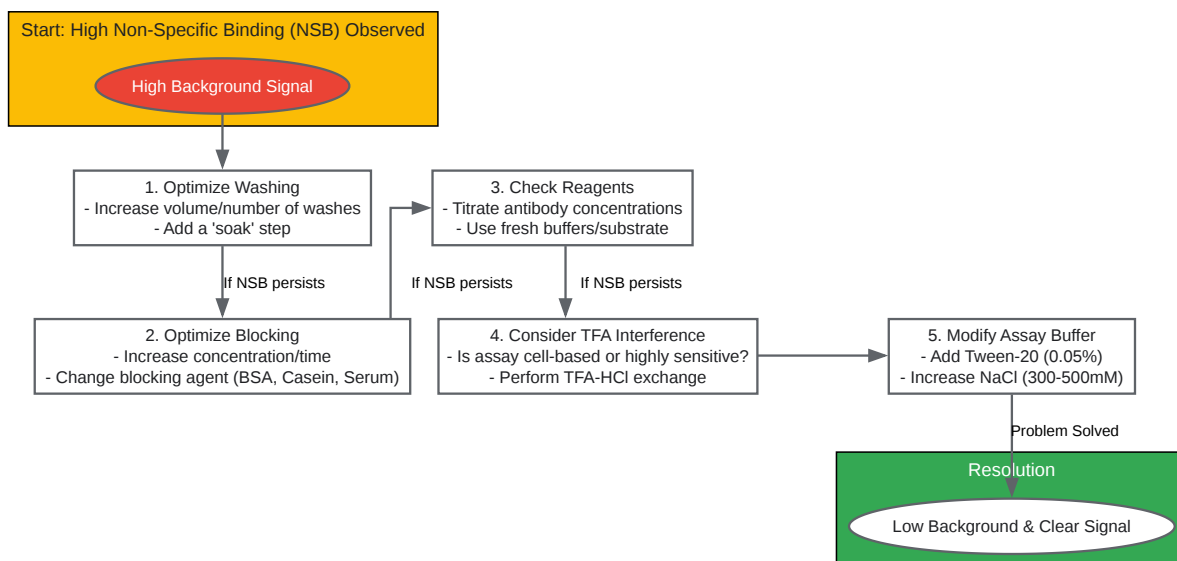 Start: High Non-Specific Binding (NSB) Observed
High Background Signal
1. Optimize Washing
- Increase volume/number of washes
- Add a 'soak' step
If NSB persists
2. Optimize Blocking
- Increase concentration/time
- Change blocking agent (BSA, Casein, Serum)
If NSB persists
3. Check Reagents
- Titrate antibody concentrations
- Use fresh buffers/substrate
If NSB persists
4. Consider TFA Interference
- Is assay cell-based or highly sensitive?
- Perform TFA-HCl exchange
5. Modify Assay Buffer
- Add Tween-20 (0.05%)
- Increase NaCl (300-500mM)
Problem Solved
Resolution
Low Background & Clear Signal